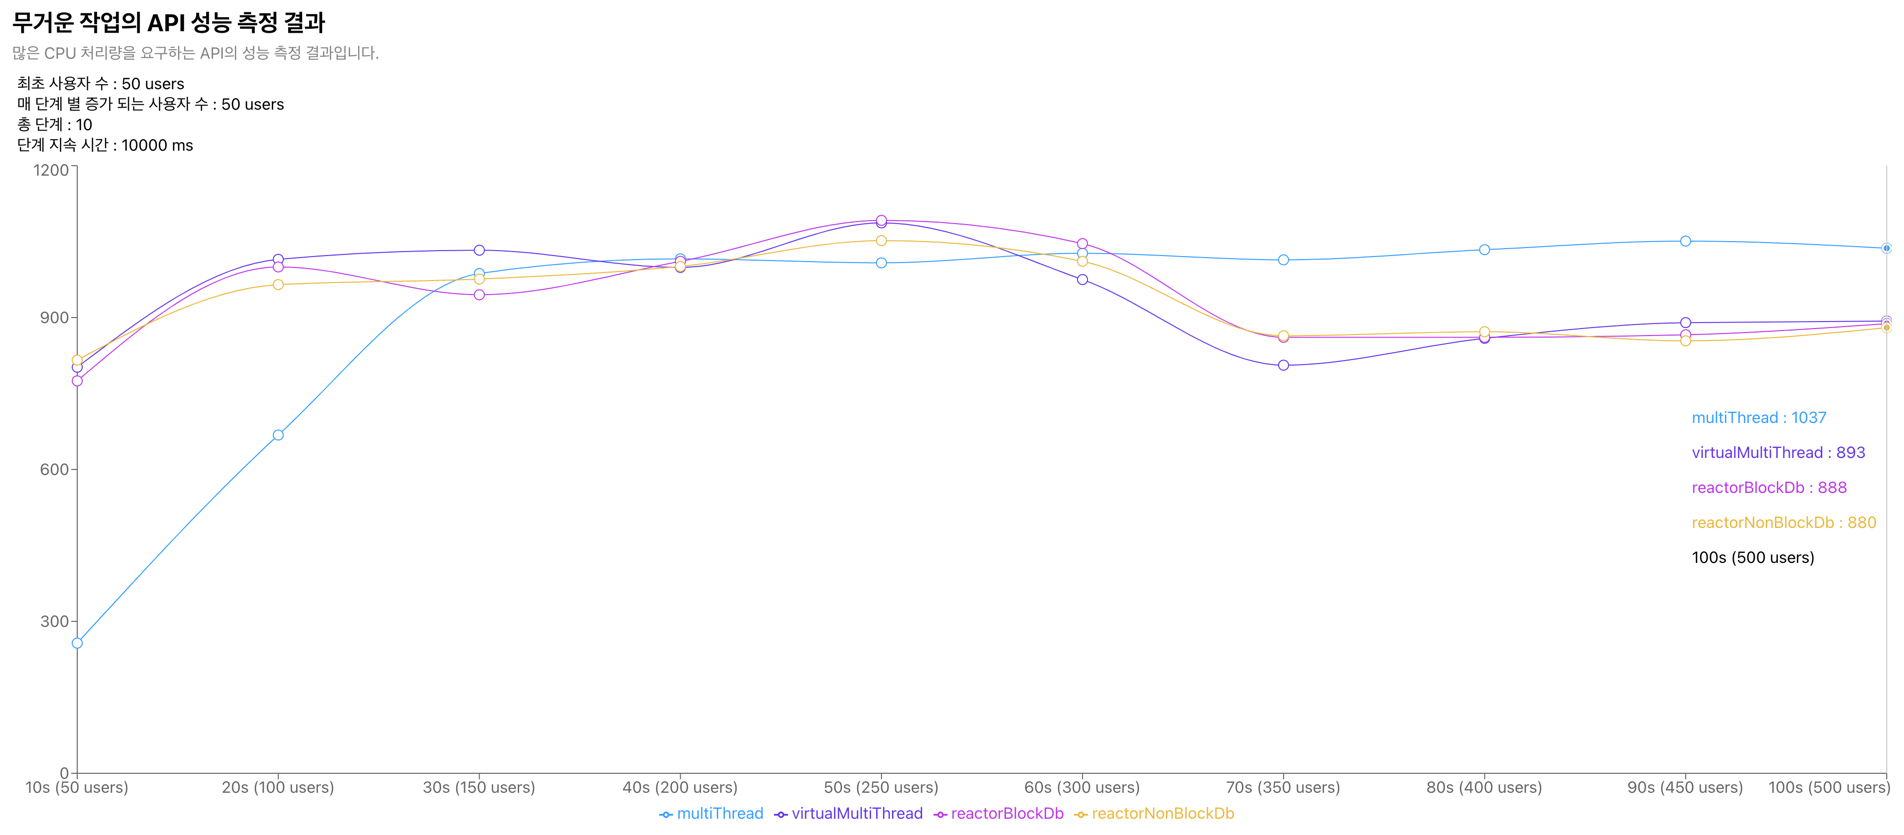 무거운 작업의 API 성능 측정 결과
많은 CPU 처리량을 요구하는 API의 성능 측정 결과입니다.
최초 사용자 수 : 50 users
매 단계 별 증가 되는 사용자 수 : 50 users
총 단계 : 10
단계 지속 시간 : 10000 ms
1200
900
600
300
0
multiThread : 1037
virtualMultiThread : 893
reactorBlockDb : 888
reactorNonBlockDb : 880
100s (500 users)
10s (50 users) 20s (100 users) 30s (150 users) 40s (200 users) 50s (250 users) 60s (300 users) 70s (350 users) 80s (400 users) 90s (450 users) 100s (500 users)
multiThread virtualMultiThread reactorBlockDb reactorNonBlockDb